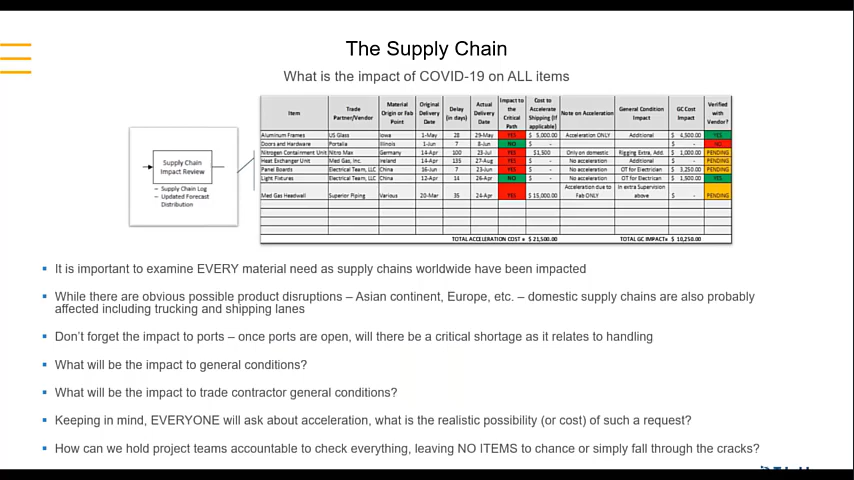 The Supply Chain
What is the impact of COVID-19 on ALL items
Supply Chain
Impact Review
– Supply Chain Log
– Updated Forecast
Distribution
Item | Trade Partner/Vendor | Material Origin or Fab Point | Original Delivery Date | Delay (in days) | Actual Delivery Date | Impact to the Critical Path | Cost to Accelerate Shipping (if applicable) | Note on Acceleration | General Condition Impact | GC Cost Impact | Verified with Vendor?
Aluminum Frames | US Glass | Iowa | 1-May | 28 | 29-May | YES | $ 5,000.00 | Acceleration ONLY | Additional | $ 4,500.00 | YES
Doors and Hardware | Portalia | Illinois | 1-Jun | 7 | 8-Jun | NO | $ - | | | $ - | NO
Nitrogen Containment Unit | Nitro Max | Germany | 14-Apr | 100 | 23-Jul | YES | $1,500 | Only on domestic | Rigging Extra, Add. | $ 1,000.00 | PENDING
Heat Exchanger Unit | Med Gas, Inc. | Ireland | 14-Apr | 135 | 27-Aug | YES | $ - | No acceleration | Additional | $ - | PENDING
Panel Boards | Electrical Team, LLC | China | 16-Jun | 7 | 23-Jun | YES | $ - | No acceleration | OT for Electrician | $ 3,250.00 | PENDING
Light Fixtures | Electrical Team, LLC | China | 12-Apr | 14 | 26-Apr | NO | $ - | No acceleration | OT for Electrican | $ 1,500.00 | YES
Med Gas Headwall | Superior Piping | Various | 20-Mar | 35 | 24-Apr | YES | $ 15,000.00 | Acceleration due to Fab ONLY | In extra Supervision above | $ - | PENDING
TOTAL ACCELERATION COST = $ 21,500.00 TOTAL GC IMPACT= $ 10,250.00
▪ It is important to examine EVERY material need as supply chains worldwide have been impacted
▪ While there are obvious possible product disruptions – Asian continent, Europe, etc. – domestic supply chains are also probably
affected including trucking and shipping lanes
▪ Don’t forget the impact to ports – once ports are open, will there be a critical shortage as it relates to handling
▪ What will be the impact to general conditions?
▪ What will be the impact to trade contractor general conditions?
▪ Keeping in mind, EVERYONE will ask about acceleration, what is the realistic possibility (or cost) of such a request?
▪ How can we hold project teams accountable to check everything, leaving NO ITEMS to chance or simply fall through the cracks?